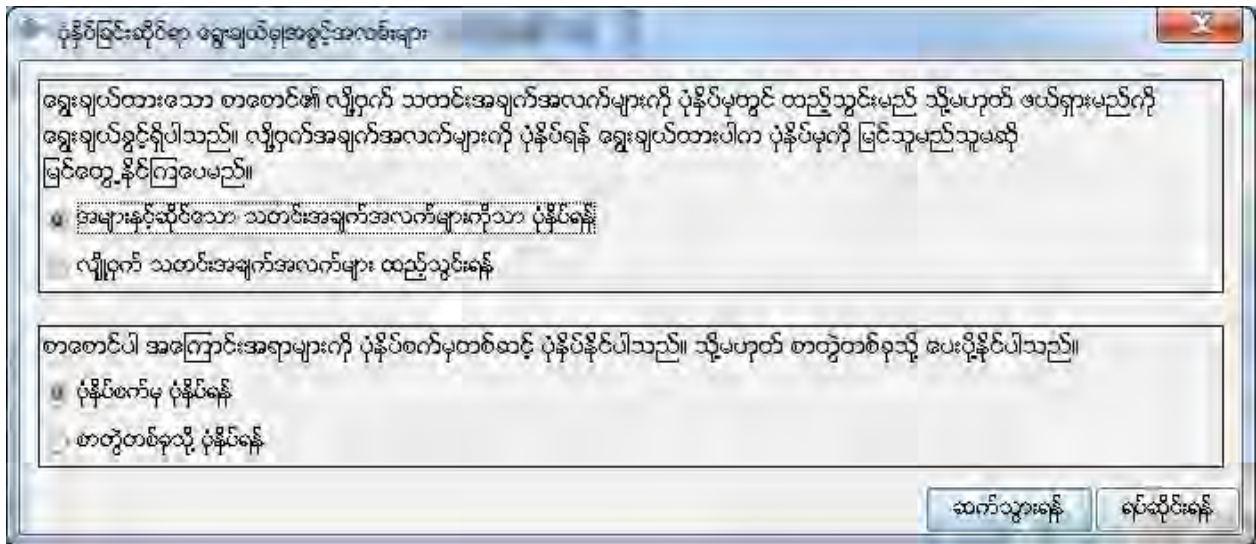 ပုံနှိပ်ခြင်းဆိုင်ရာ ရွေးချယ်မှုအခွင့်အလမ်းများ
ရွေးချယ်ထားသော စာစောင်၏ လျှို့ဝှက် သတင်းအချက်အလက်များကို ပုံနှိပ်မှုတွင် ထည့်သွင်းမည် သို့မဟုတ် ဖယ်ရှားမည်ကို
ရွေးချယ်ခွင့်ရှိပါသည်။ လျှို့ဝှက်အချက်အလက်များကို ပုံနှိပ်ရန် ရွေးချယ်ထားပါက ပုံနှိပ်မှုကို မြင်သူမည်သူမဆို
မြင်တွေ့နိုင်ကြပေမည်။
အများနှင့်ဆိုင်သော သတင်းအချက်အလက်များကိုသာ ပုံနှိပ်ရန်
လျှို့ဝှက် သတင်းအချက်အလက်များ ထည့်သွင်းရန်
စာစောင်ပါ အကြောင်းအရာများကို ပုံနှိပ်စက်မှတစ်ဆင့် ပုံနှိပ်နိုင်ပါသည်။ သို့မဟုတ် စာတွဲတစ်ခုသို့ ပေးပို့နိုင်ပါသည်။
ပုံနှိပ်စက်မှ ပုံနှိပ်ရန်
စာတွဲတစ်ခုသို့ ပုံနှိပ်ရန်
ဆက်သွားရန် ရပ်ဆိုင်းရန်